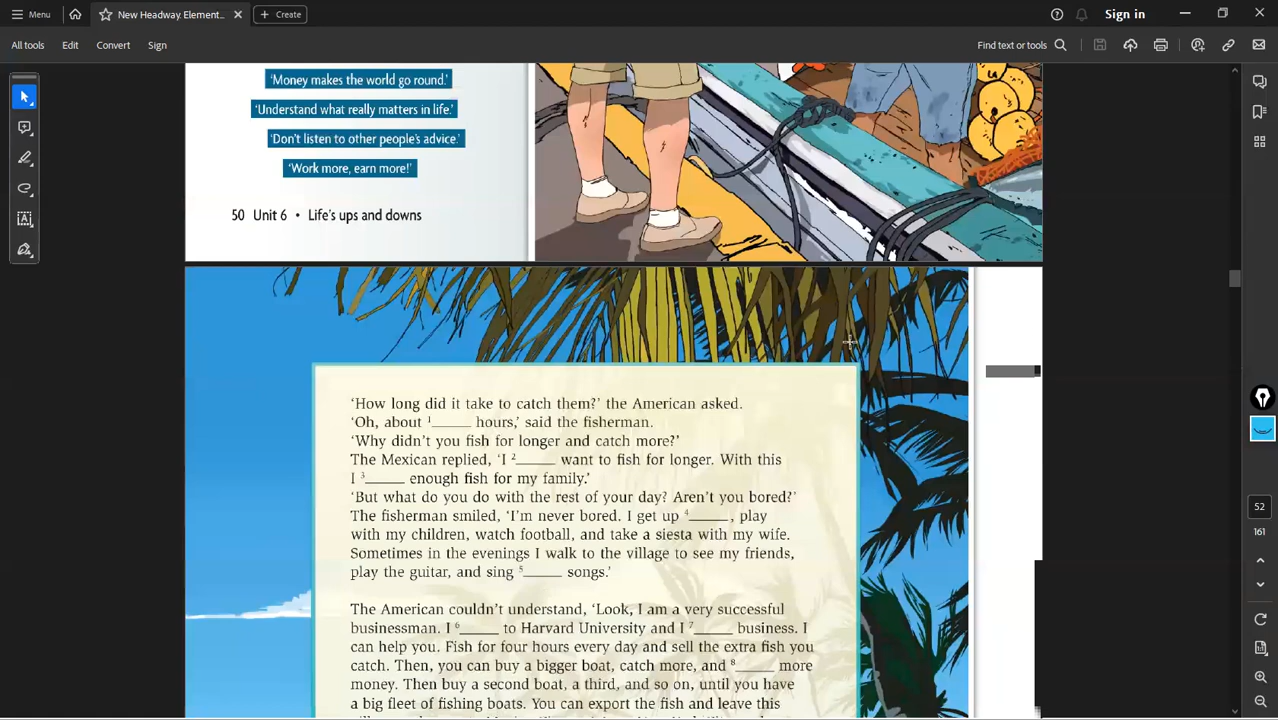 Menu
New Headway. Element...
Create
Sign in
All tools
Edit
Convert
Sign
Find text or tools
‘Money makes the world go round.’
‘Understand what really matters in life.’
‘Don't listen to other people's advice.’
‘Work more, earn more!’
50 Unit 6 • Life's ups and downs
‘How long did it take to catch them?’ the American asked.
‘Oh, about 1_____ hours,’ said the fisherman.
‘Why didn't you fish for longer and catch more?’
The Mexican replied, ‘I 2_____ want to fish for longer. With this
I 3_____ enough fish for my family.’
‘But what do you do with the rest of your day? Aren't you bored?’
The fisherman smiled, ‘I'm never bored. I get up 4_____, play
with my children, watch football, and take a siesta with my wife.
Sometimes in the evenings I walk to the village to see my friends,
play the guitar, and sing 5_____ songs.’
The American couldn't understand, ‘Look, I am a very successful
businessman. I 6_____ to Harvard University and I 7_____ business. I
can help you. Fish for four hours every day and sell the extra fish you
catch. Then, you can buy a bigger boat, catch more, and 8_____ more
money. Then buy a second boat, a third, and so on, until you have
a big fleet of fishing boats. You can export the fish and leave this
52
161